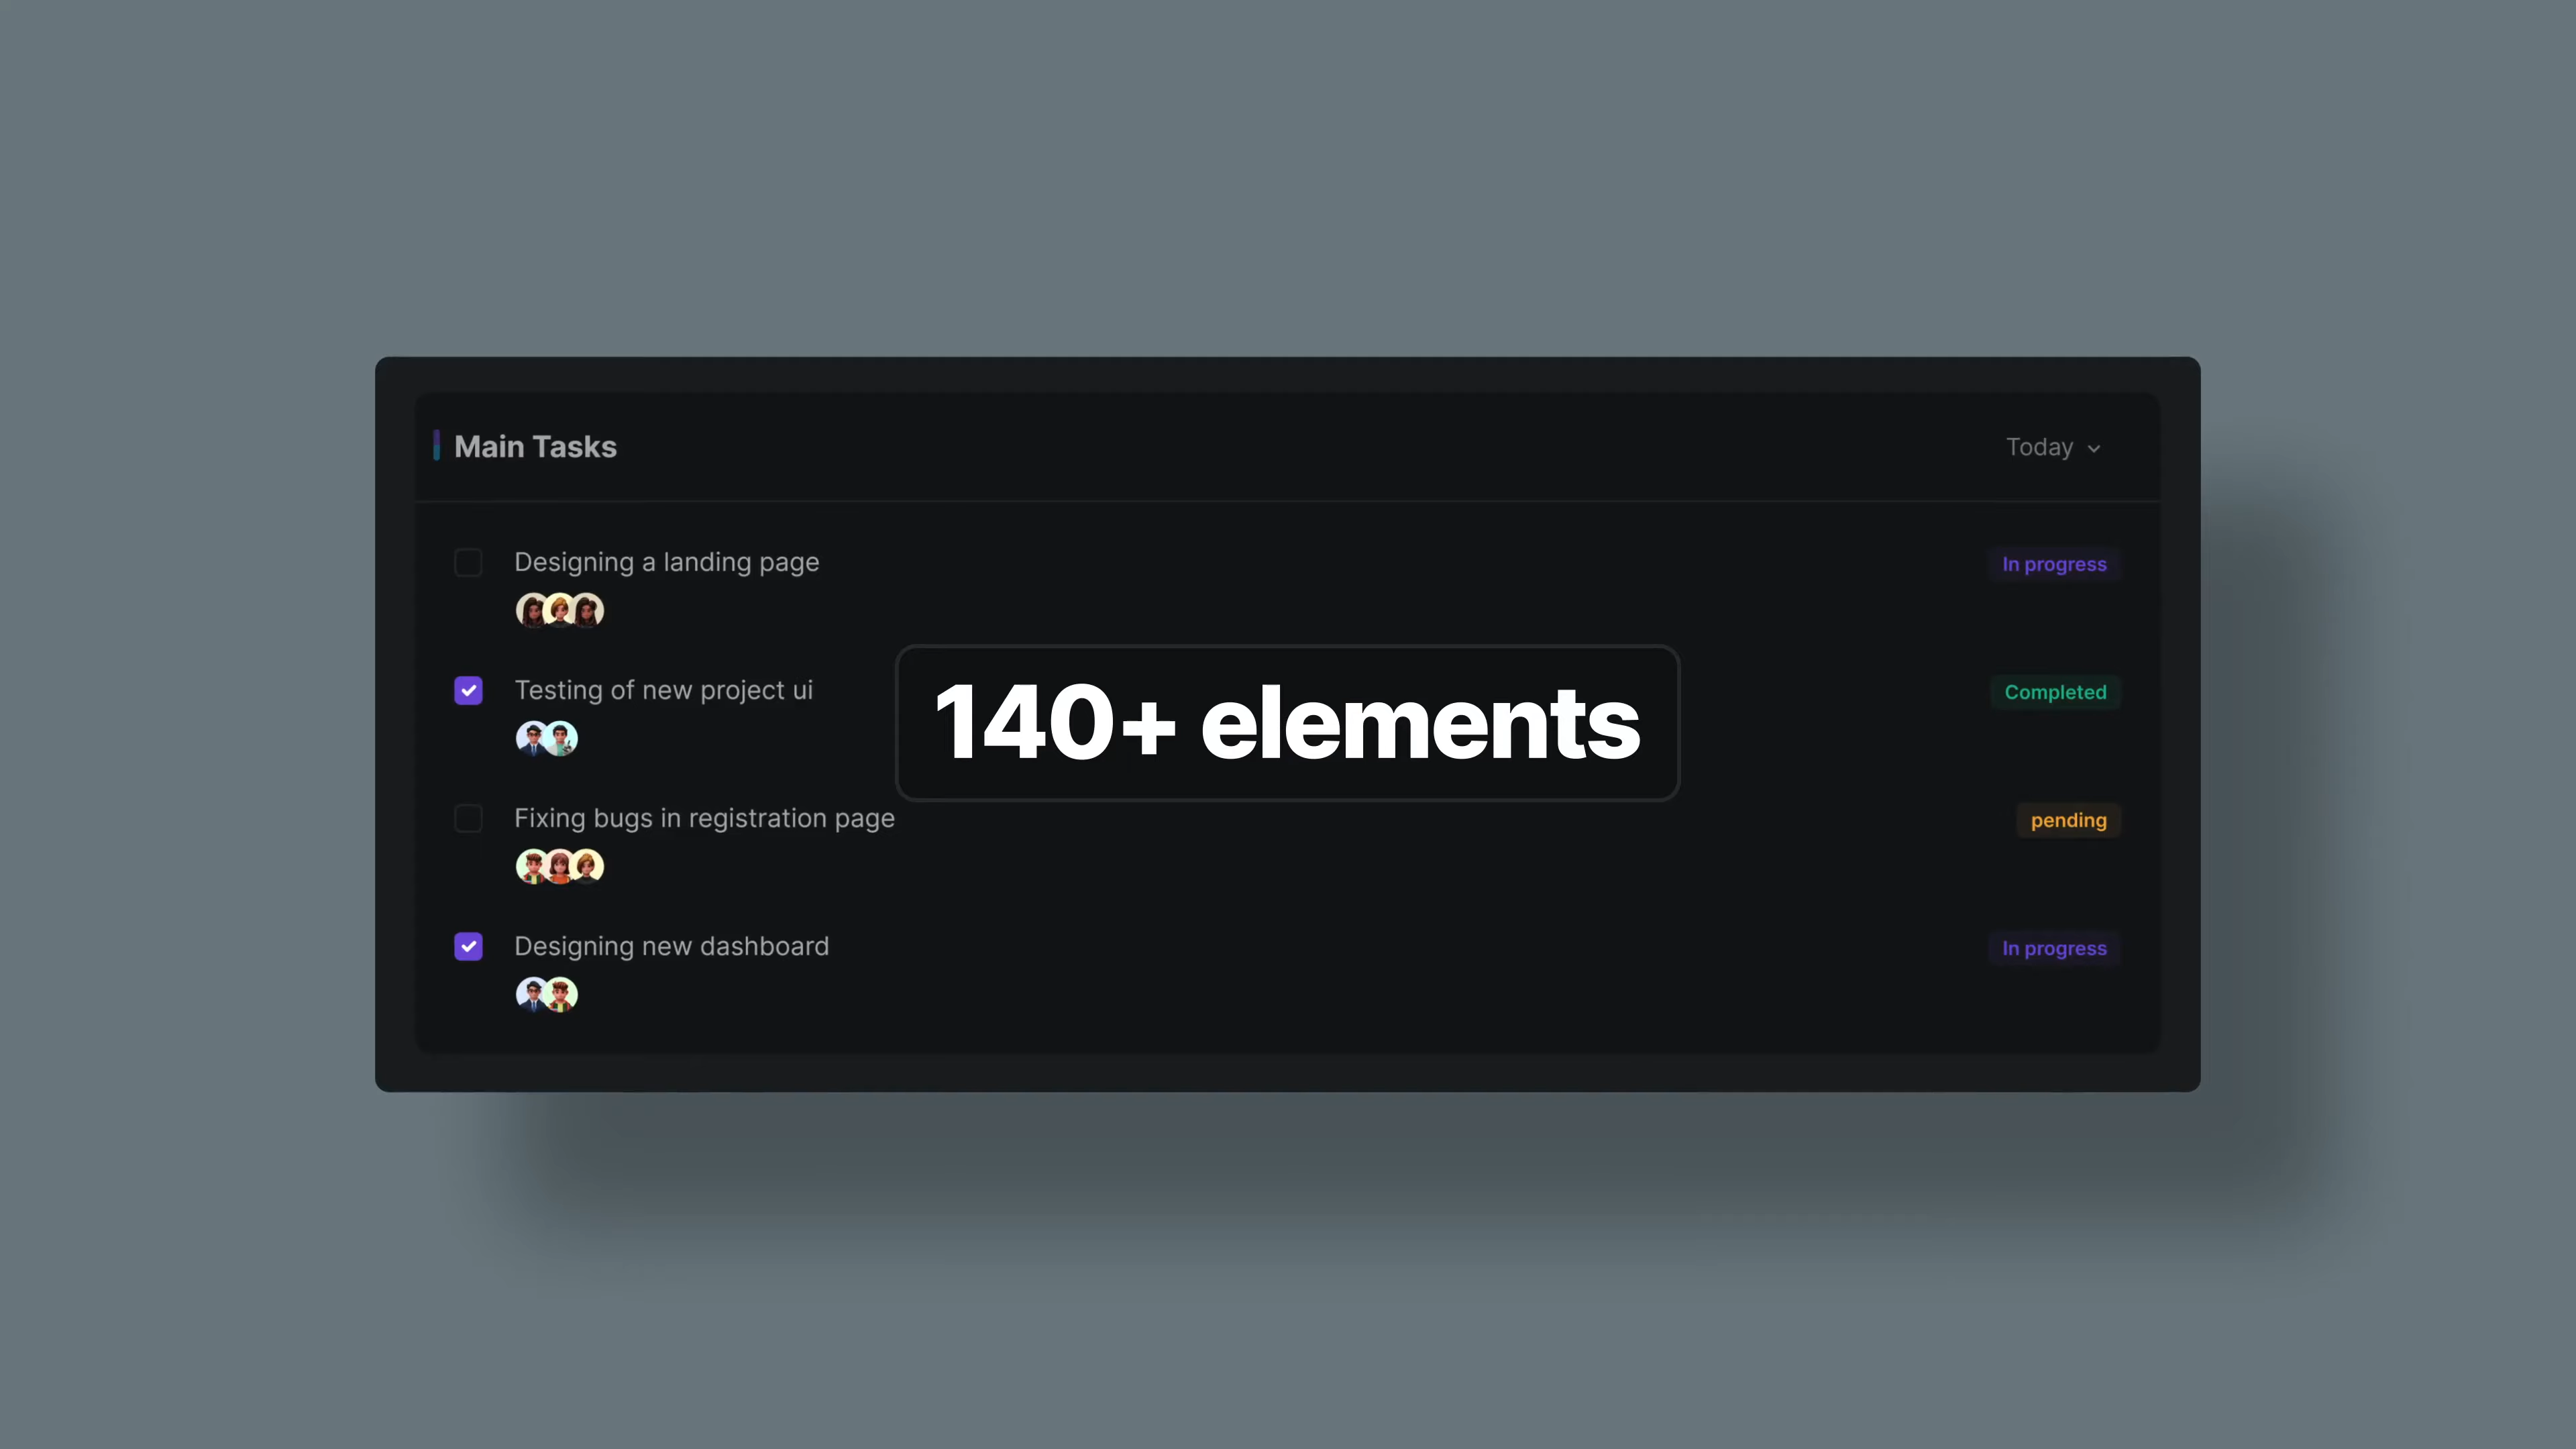 Main Tasks
Today
Designing a landing page
In progress
Testing of new project ui
Completed
140+ elements
Fixing bugs in registration page
pending
Designing new dashboard
In progress